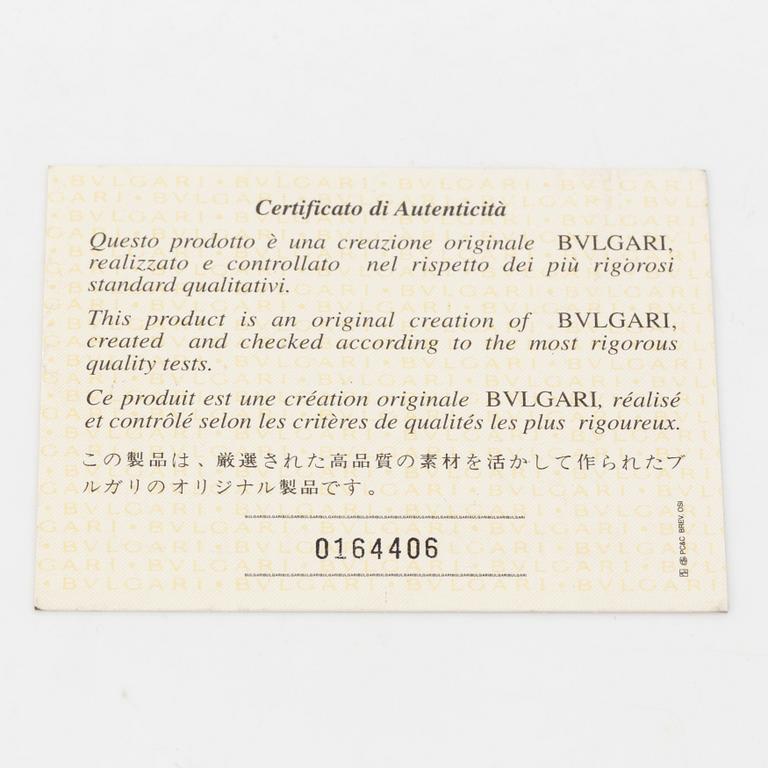 Certificato di Autenticità
Questo prodotto è una creazione originale BVLGARI,
realizzato e controllato nel rispetto dei più rigorosi
standard qualitativi.
This product is an original creation of BVLGARI,
created and checked according to the most rigorous
quality tests.
Ce produit est une création originale BVLGARI, réalisé
et contrôlé selon les critères de qualités les plus rigoureux.
この製品は、厳選された高品質の素材を活かして作られたブ
ルガリのオリジナル製品です。
0164406
PC&C BREV. OSI